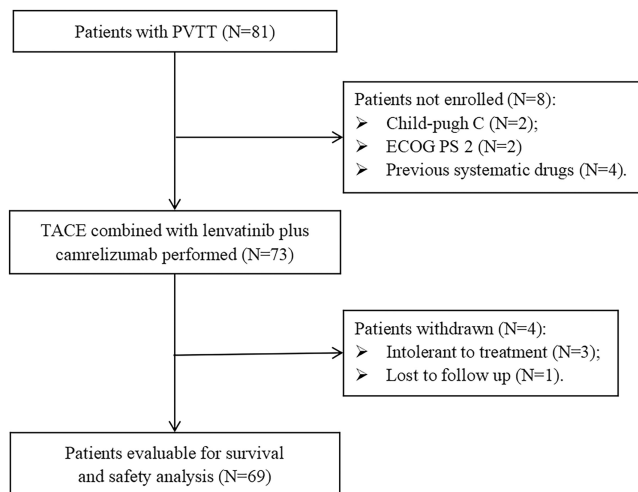 Patients with PVTT (N=81)
Patients not enrolled (N=8):
➢ Child-pugh C (N=2);
➢ ECOG PS 2 (N=2)
➢ Previous systematic drugs (N=4).
TACE combined with lenvatinib plus
camrelizumab performed (N=73)
Patients withdrawn (N=4):
➢ Intolerant to treatment (N=3);
➢ Lost to follow up (N=1).
Patients evaluable for survival
and safety analysis (N=69)